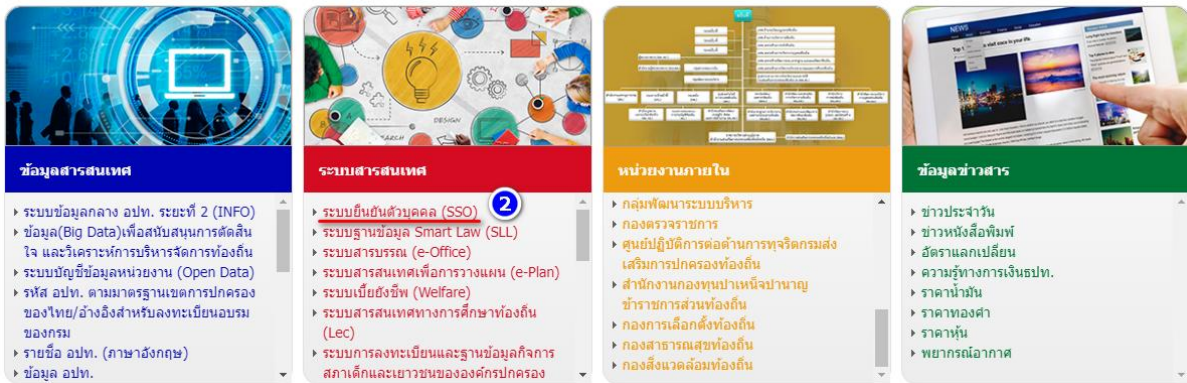 ข้อมูลสารสนเทศ
ระบบข้อมูลกลาง อปท. ระยะที่ 2 (INFO)
ข้อมูล(Big Data)เพื่อสนับสนุนการตัดสิน
ใจ และวิเคราะห์การบริหารจัดการท้องถิ่น
ระบบบัญชีข้อมูลหน่วยงาน (Open Data)
รหัส อปท. ตามมาตรฐานเขตการปกครอง
ของไทย/อ้างอิงสำหรับลงทะเบียนอบรม
ของกรม
รายชื่อ อปท. (ภาษาอังกฤษ)
ข้อมูล อปท.
SEARCH
DESIGN
ระบบสารสนเทศ
ระบบยืนยันตัวบุคคล (SSO) 2
ระบบฐานข้อมูล Smart Law (SLL)
ระบบสารบรรณ (e-Office)
ระบบสารสนเทศเพื่อการวางแผน (e-Plan)
ระบบเบี้ยยังชีพ (Welfare)
ระบบสารสนเทศทางการศึกษาท้องถิ่น
(Lec)
ระบบการลงทะเบียนและฐานข้อมูลกิจการ
สภาเด็กและเยาวชนขององค์กรปกครอง
หน่วยงานภายใน
กลุ่มพัฒนาระบบบริหาร
กองตรวจราชการ
ศูนย์ปฏิบัติการต่อต้านการทุจริตกรมส่ง
เสริมการปกครองท้องถิ่น
สำนักงานกองทุนบำเหน็จบำนาญ
ข้าราชการส่วนท้องถิ่น
กองการเลือกตั้งท้องถิ่น
กองสาธารณสุขท้องถิ่น
กองสิ่งแวดล้อมท้องถิ่น
NEWS
ข้อมูลข่าวสาร
ข่าวประจำวัน
ข่าวหนังสือพิมพ์
อัตราแลกเปลี่ยน
ความรู้ทางการเงินธปท.
ราคาน้ำมัน
ราคาทองคำ
ราคาหุ้น
พยากรณ์อากาศ